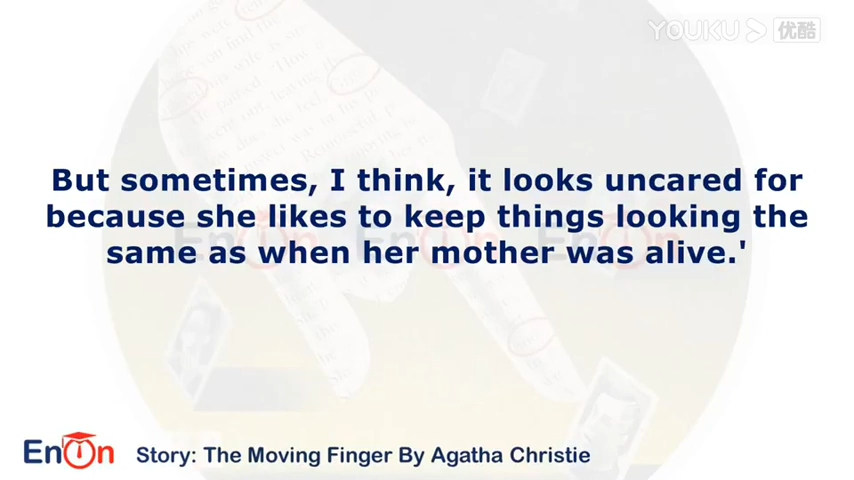 YOUKU 优酷
But sometimes, I think, it looks uncared for
because she likes to keep things looking the
same as when her mother was alive.'
EnOn Story: The Moving Finger By Agatha Christie